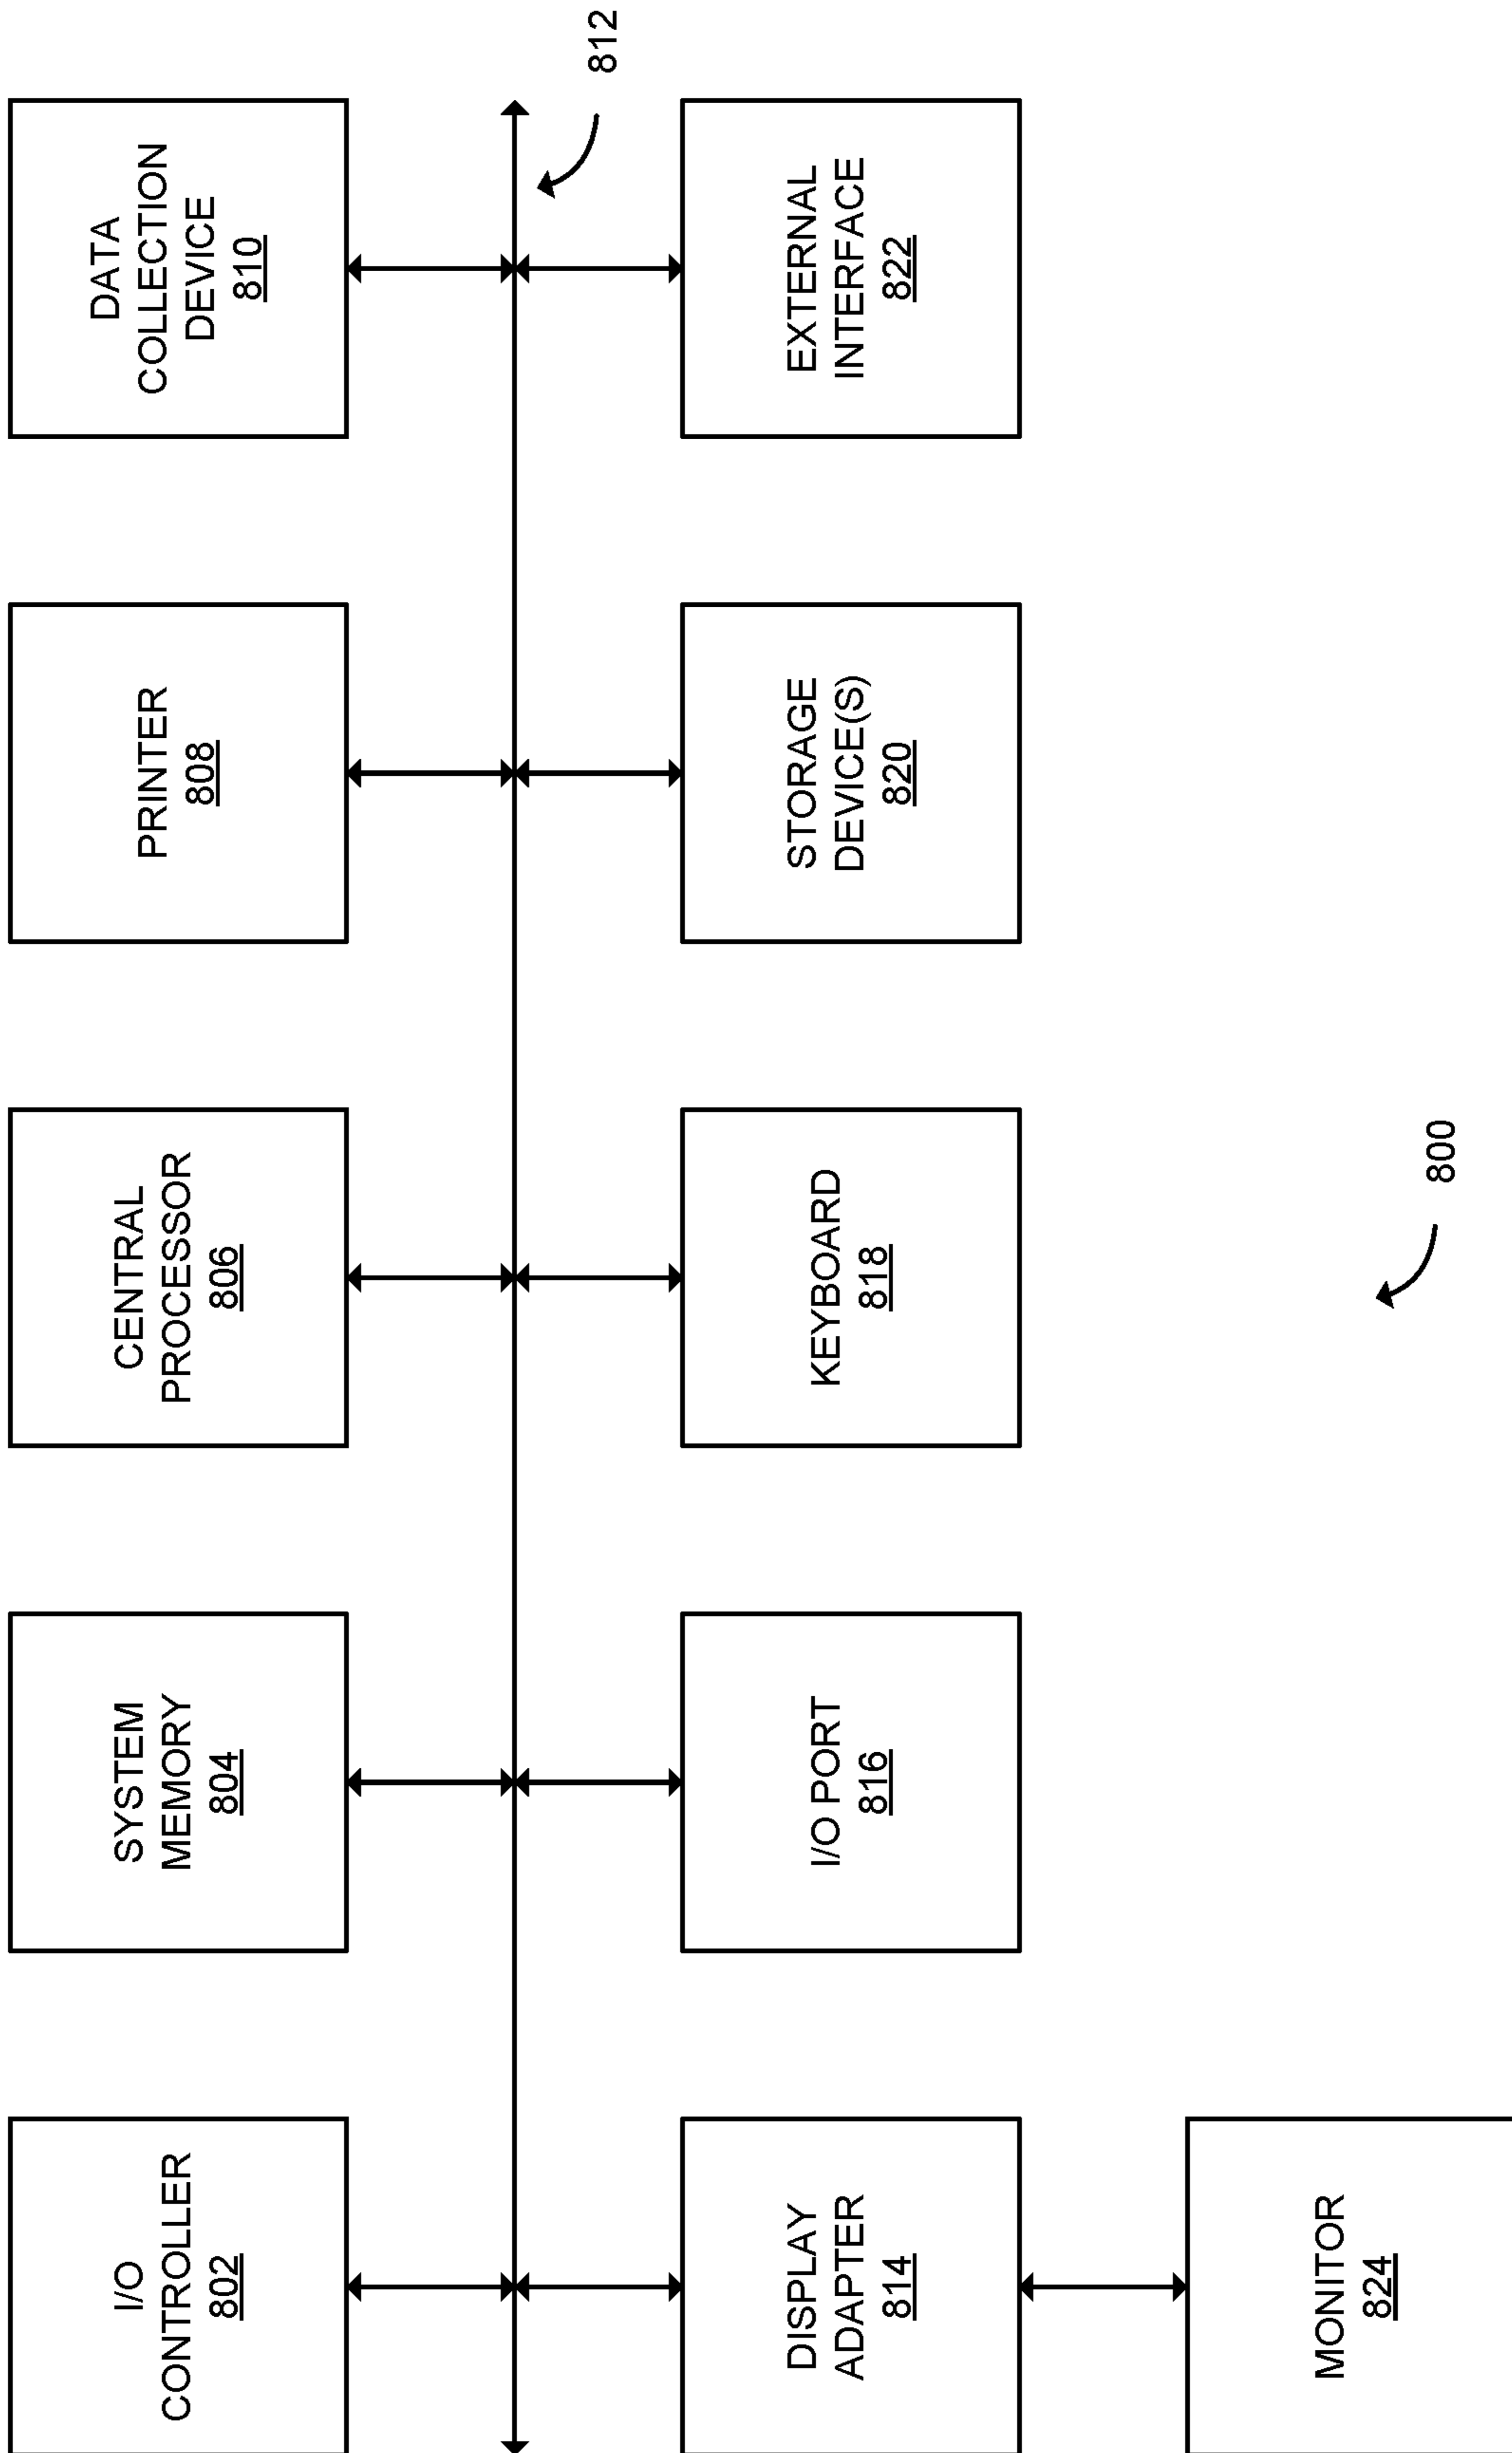 I/O
CONTROLLER
802
SYSTEM
MEMORY
804
CENTRAL
PROCESSOR
806
PRINTER
808
DATA
COLLECTION
DEVICE
810
812
DISPLAY
ADAPTER
814
I/O PORT
816
KEYBOARD
818
STORAGE
DEVICE(S)
820
EXTERNAL
INTERFACE
822
MONITOR
824
800